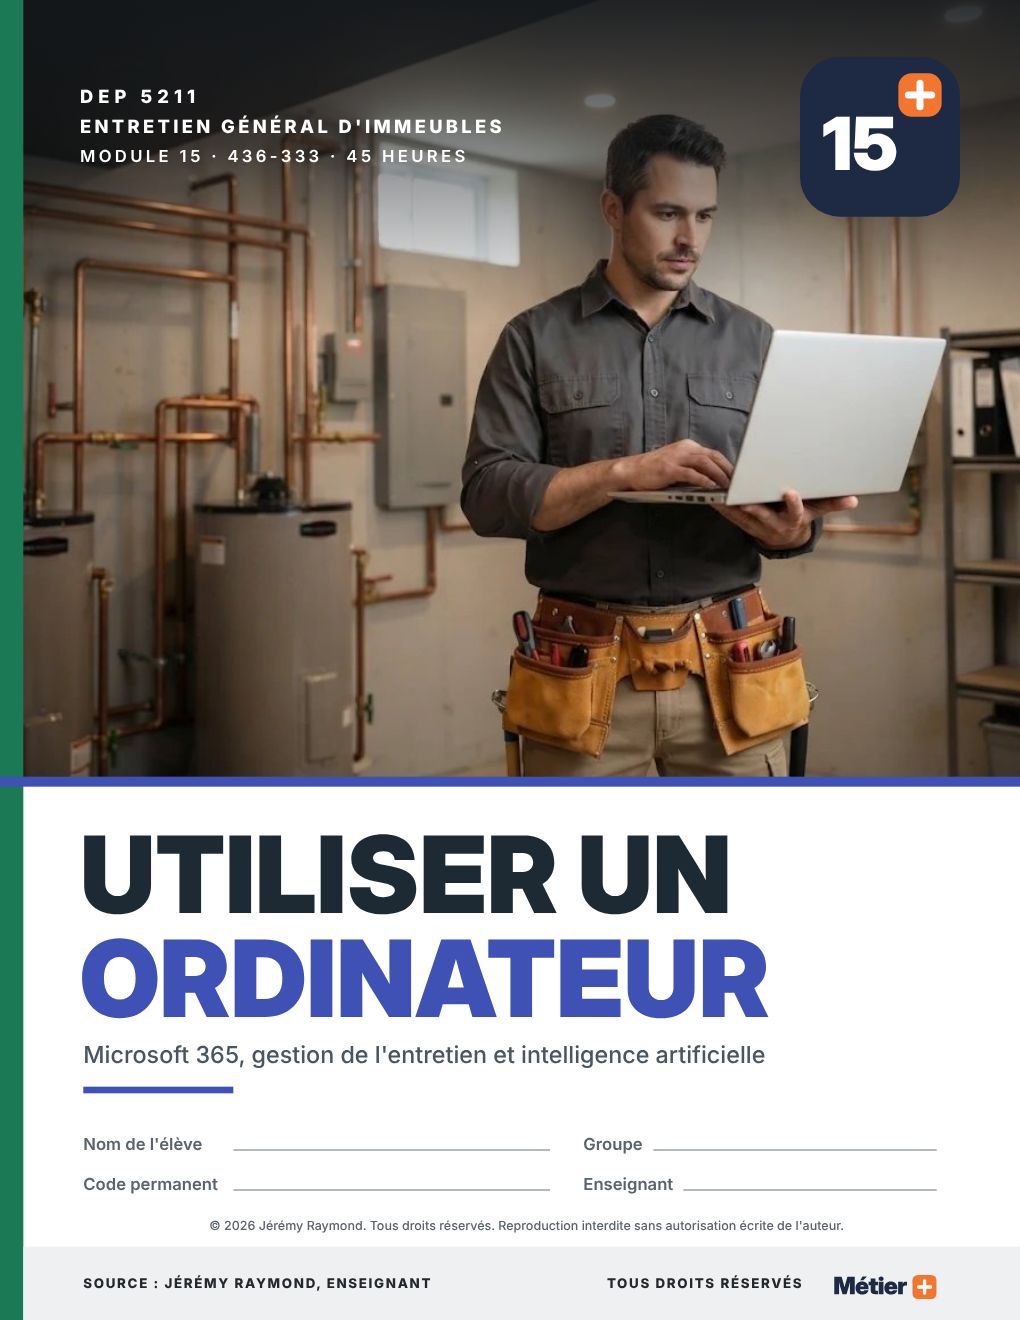 DEP 5211
ENTRETIEN GÉNÉRAL D'IMMEUBLES
MODULE 15 · 436-333 · 45 HEURES
15
UTILISER UN
ORDINATEUR
Microsoft 365, gestion de l'entretien et intelligence artificielle
Nom de l'élève
Groupe
Code permanent
Enseignant
© 2026 Jérémy Raymond. Tous droits réservés. Reproduction interdite sans autorisation écrite de l'auteur.
SOURCE : JÉRÉMY RAYMOND, ENSEIGNANT
TOUS DROITS RÉSERVÉS
Métier+